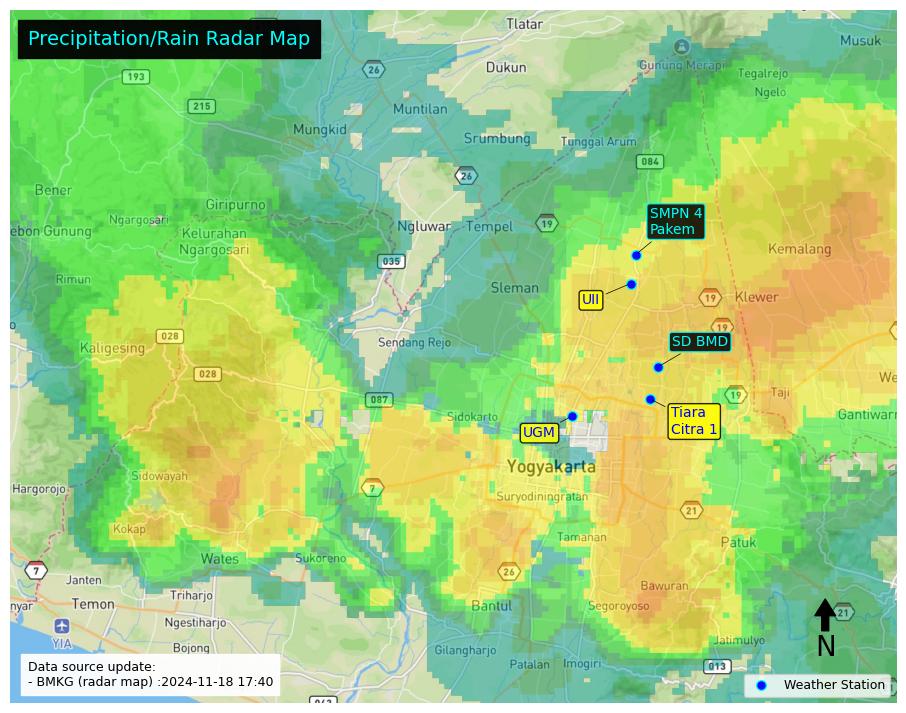 Precipitation/Rain Radar Map
Tlatar
Musuk
26
Dukun
Gunung Merapi
193
Tegalrejo
Ngelo
215
Muntilan
Mungkid
Srumbung
Tunggal Arum
084
26
Bener
Giripurno
Ngargosari
SMPN 4
Pakem
19
Ngluwar
Tempel
ebon Gunung
Kelurahan
Ngargosari
Kemalang
035
Rimun
Sleman
UII
19
Klewer
19
028
Sendang Rejo
SD BMD
Kaligesing
028
We
087
19
Taji
Sidokarto
Tiara
Citra 1
Gantiwarn
UGM
Yogyakarta
Sidowayah
7
Hargorejo
Suryodiningratan
21
Kokap
Tamanan
Patuk
Wates
Sukoreno
7
26
Janten
Bawuran
nyar
Temon
Triharjo
Bantul
Segoroyoso
21
Ngestiharjo
YIA
N
Jatimulyo
Bojong
Gilangharjo
Patalan
Imogiri
013
Data source update:
- BMKG (radar map) :2024-11-18 17:40
Weather Station